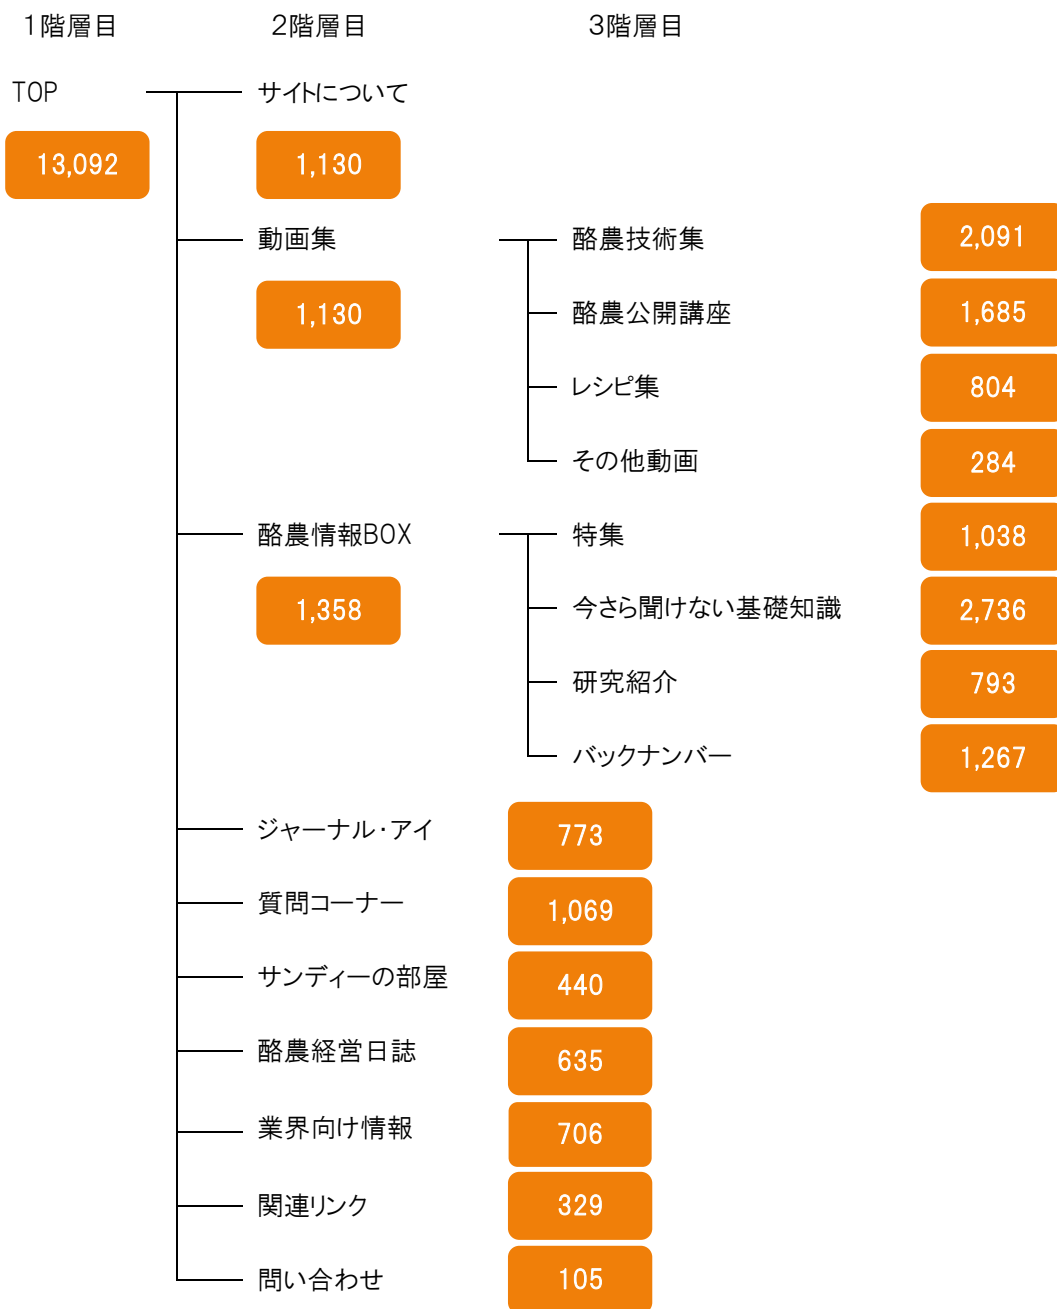 1階層目 2階層目 3階層目
TOP サイトについて
13,092 1,130
動画集 酪農技術集 2,091
1,130 酪農公開講座 1,685
レシピ集 804
その他動画 284
酪農情報BOX 特集 1,038
1,358 今さら聞けない基礎知識 2,736
研究紹介 793
バックナンバー 1,267
ジャーナル・アイ 773
質問コーナー 1,069
サンディーの部屋 440
酪農経営日誌 635
業界向け情報 706
関連リンク 329
問い合わせ 105